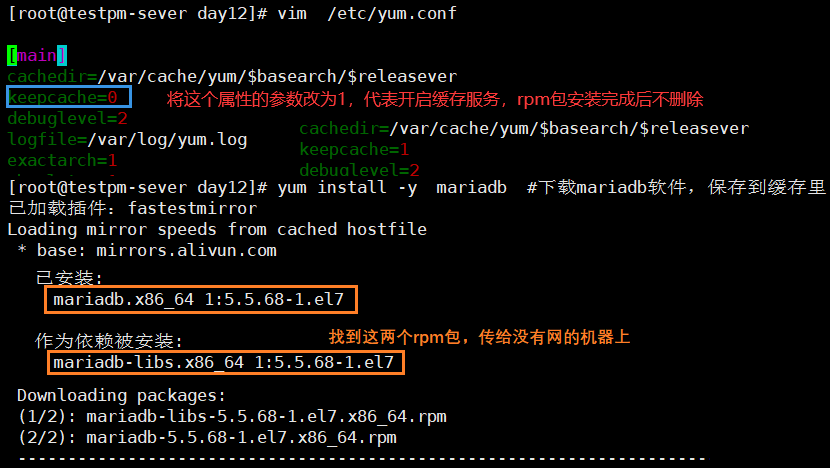 [root@testpm-sever day12]# vim  /etc/yum.conf
[main]
cachedir=/var/cache/yum/$basearch/$releasever
keepcache=0
将这个属性的参数改为1，代表开启缓存服务，rpm包安装完成后不删除
debuglevel=2
logfile=/var/log/yum.log
exactarch=1
cachedir=/var/cache/yum/$basearch/$releasever
keepcache=1
debuglevel=2
[root@testpm-sever day12]# yum install -y  mariadb  #下载mariadb软件，保存到缓存里
已加载插件：fastestmirror
Loading mirror speeds from cached hostfile
* base: mirrors.alivun.com
已安装:
mariadb.x86_64 1:5.5.68-1.el7
作为依赖被安装:
找到这两个rpm包，传给没有网的机器上
mariadb-libs.x86_64 1:5.5.68-1.el7
Downloading packages:
(1/2): mariadb-libs-5.5.68-1.el7.x86_64.rpm
(2/2): mariadb-5.5.68-1.el7.x86_64.rpm
---------------------------------------------------------------------